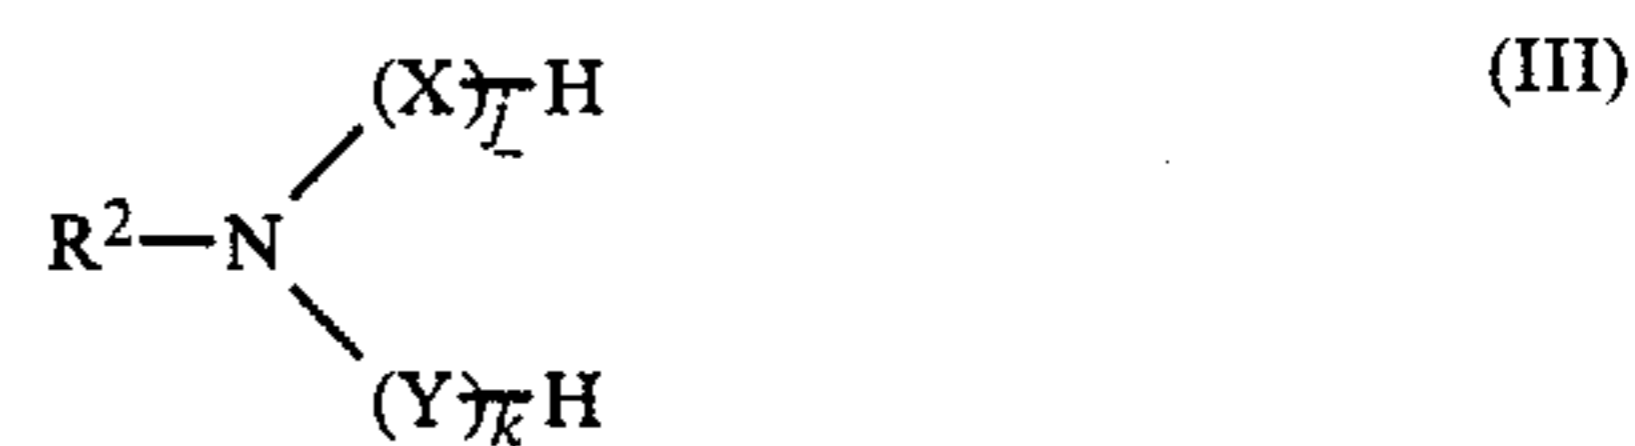 (X)j—H (III)
R²—N
(Y)k—H